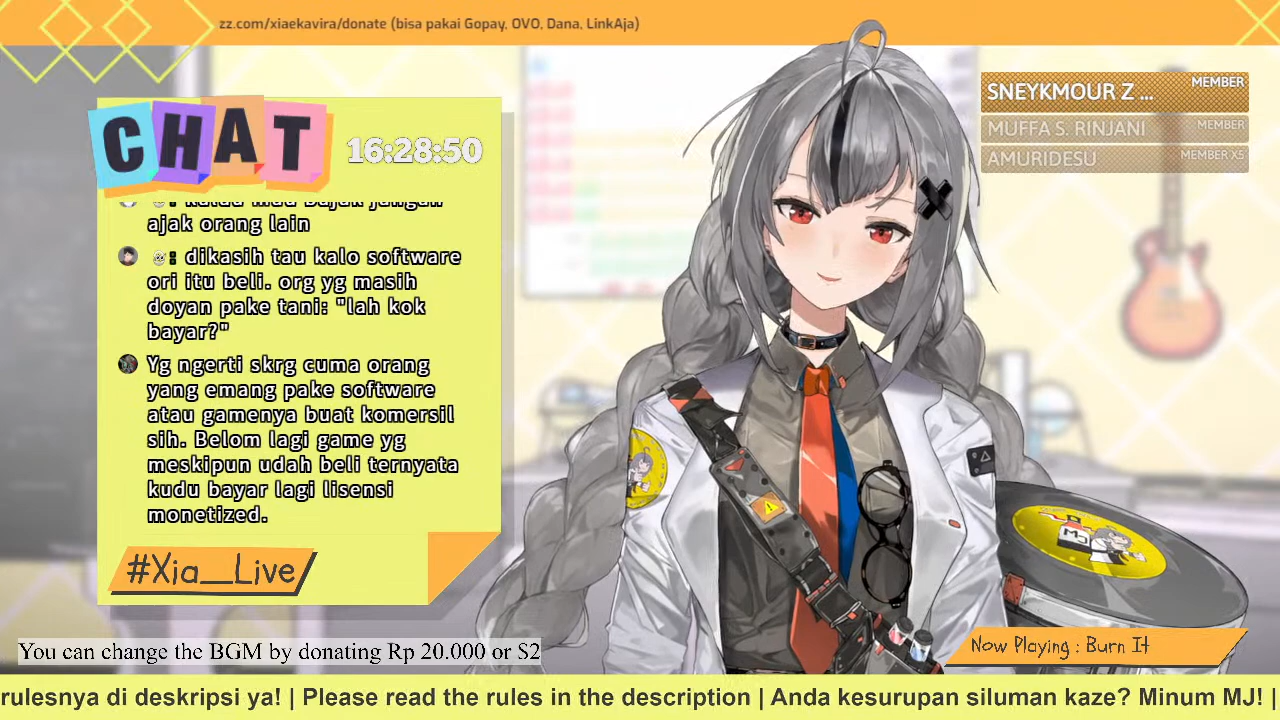 zz.com/xiaekavira/donate (bisa pakai Gopay, OVO, Dana, LinkAja)
CHAT
16:28:50
ajak orang lain
: dikasih tau kalo software
ori itu beli. org yg masih
doyan pake tani: "lah kok
bayar?"
Yg ngerti skrg cuma orang
yang emang pake software
atau gamenya buat komersil
sih. Belom lagi game yg
meskipun udah beli ternyata
kudu bayar lagi lisensi
monetized.
#Xia_Live
SNEYKMOUR Z ... MEMBER
MUFFA S. RINJANI MEMBER
AMURIDESU MEMBER X5
MJ
Now Playing : Burn It
You can change the BGM by donating Rp 20.000 or S2
rulesnya di deskripsi ya! | Please read the rules in the description | Anda kesurupan siluman kaze? Minum MJ! |